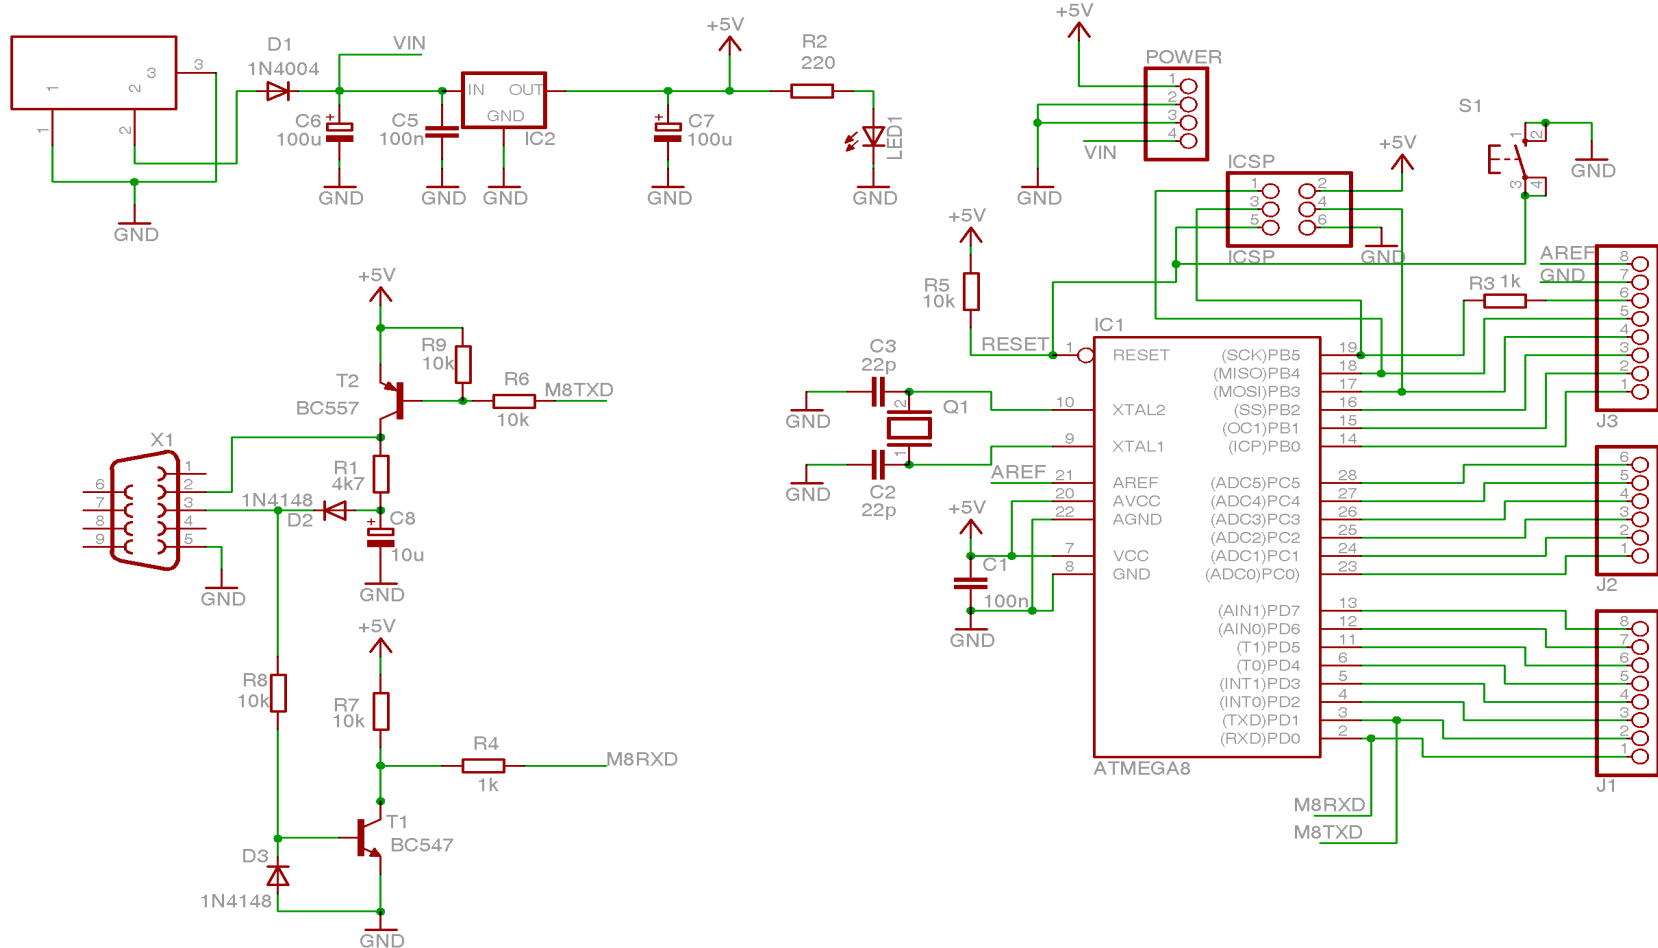 1
2
3
1
2
3
D1
1N4004
VIN
C6
100u
GND
C5
100n
GND
IN
OUT
GND
IC2
GND
+5V
C7
100u
GND
R2
220
LED1
GND
GND
+5V
POWER
1
2
3
4
VIN
GND
ICSP
1
2
3
4
5
6
ICSP
+5V
GND
S1
1
2
3
4
GND
+5V
R5
10k
RESET
+5V
R9
10k
T2
BC557
R6
10k
M8TXD
X1
1
2
3
4
5
6
7
8
9
GND
R1
4k7
1N4148
D2
C8
10u
GND
R8
10k
+5V
R7
10k
R4
1k
M8RXD
T1
BC547
D3
1N4148
GND
C3
22p
GND
2
1
Q1
C2
22p
GND
AREF
+5V
C1
100n
GND
IC1
1 RESET
10 XTAL2
9 XTAL1
21 AREF
20 AVCC
22 AGND
7 VCC
8 GND
(SCK)PB5 19
(MISO)PB4 18
(MOSI)PB3 17
(SS)PB2 16
(OC1)PB1 15
(ICP)PB0 14
(ADC5)PC5 28
(ADC4)PC4 27
(ADC3)PC3 26
(ADC2)PC2 25
(ADC1)PC1 24
(ADC0)PC0) 23
(AIN1)PD7 13
(AIN0)PD6 12
(T1)PD5 11
(T0)PD4 6
(INT1)PD3 5
(INT0)PD2 4
(TXD)PD1 3
(RXD)PD0 2
ATMEGA8
M8RXD
M8TXD
R3 1k
AREF
GND
8
7
6
5
4
3
2
1
J3
6
5
4
3
2
1
J2
8
7
6
5
4
3
2
1
J1